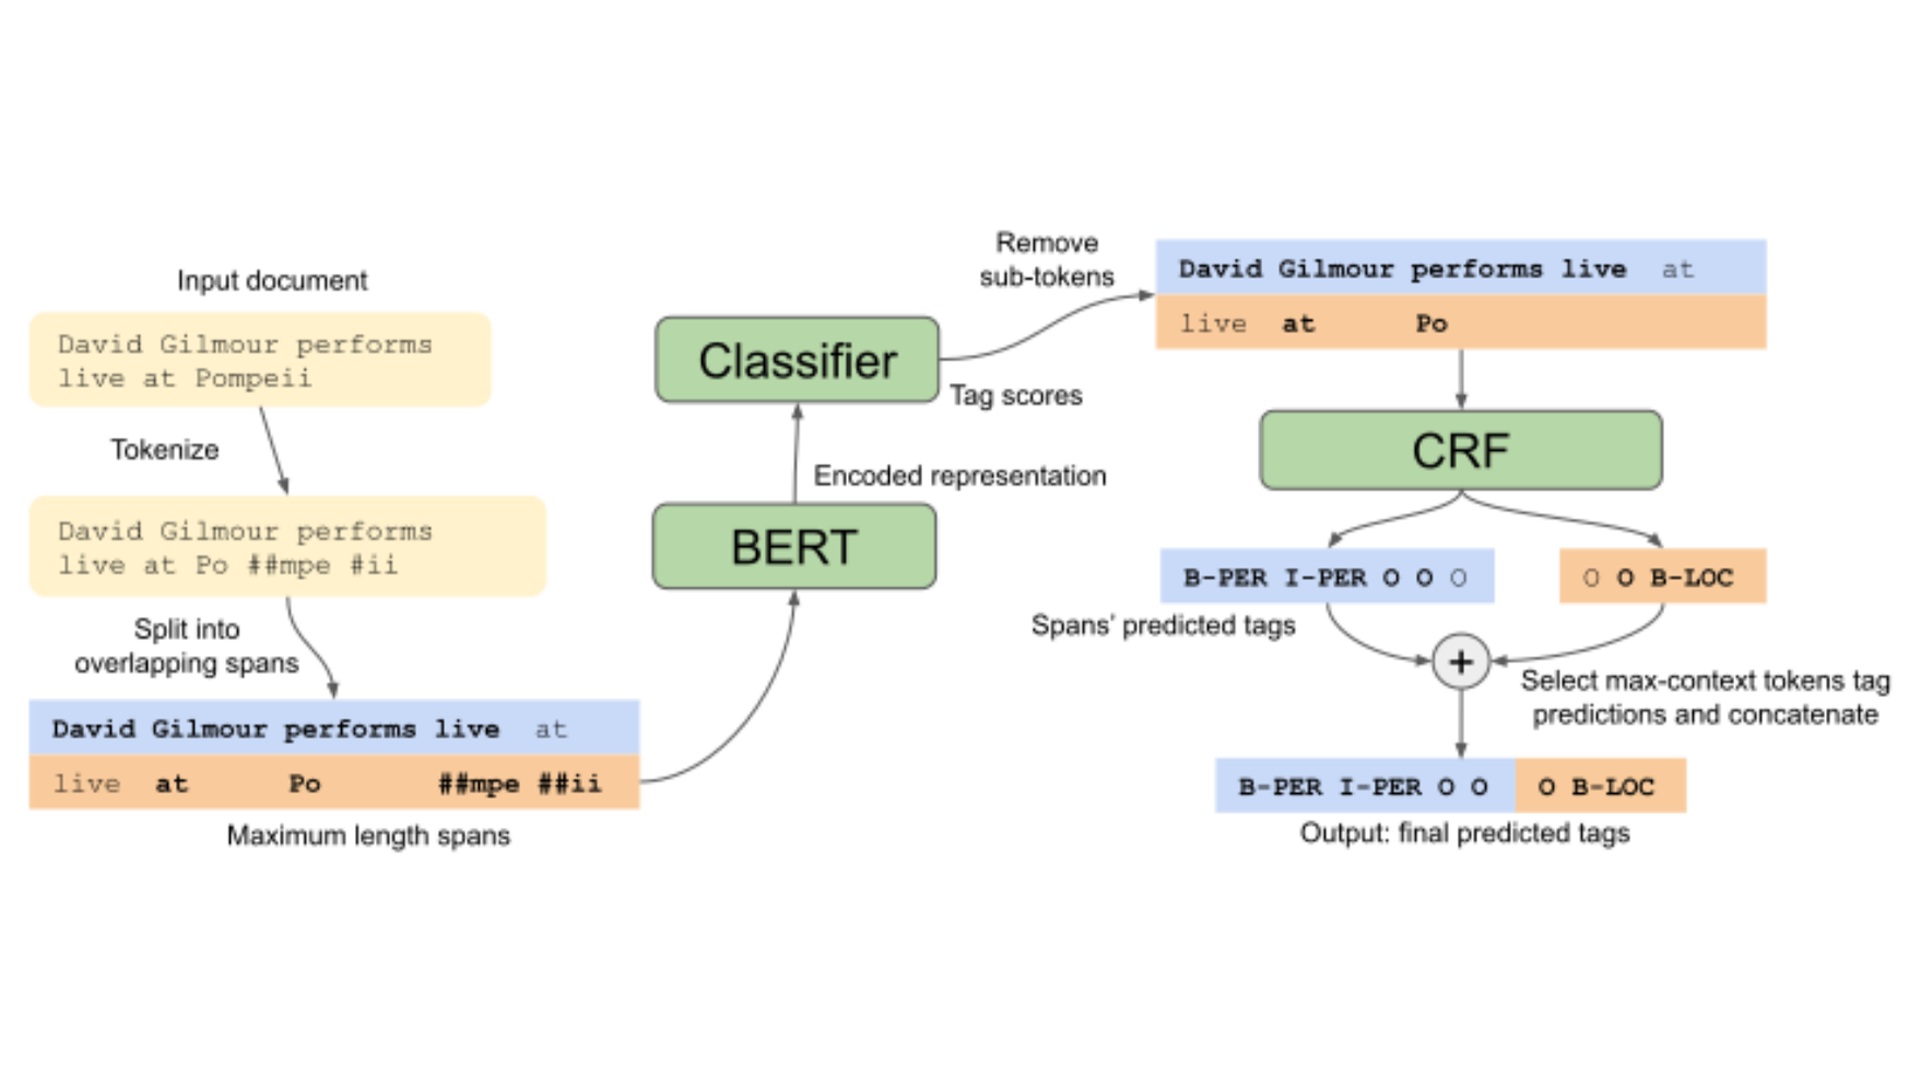 Input document
David Gilmour performs
live at Pompeii
Tokenize
David Gilmour performs
live at Po ##mpe #ii
Split into
overlapping spans
David Gilmour performs live at
live at Po ##mpe ##ii
Maximum length spans
BERT
Encoded representation
Classifier
Tag scores
Remove
sub-tokens
David Gilmour performs live at
live at Po
CRF
B-PER I-PER O O O
O O B-LOC
Spans' predicted tags
+
Select max-context tokens tag
predictions and concatenate
B-PER I-PER O O O B-LOC
Output: final predicted tags